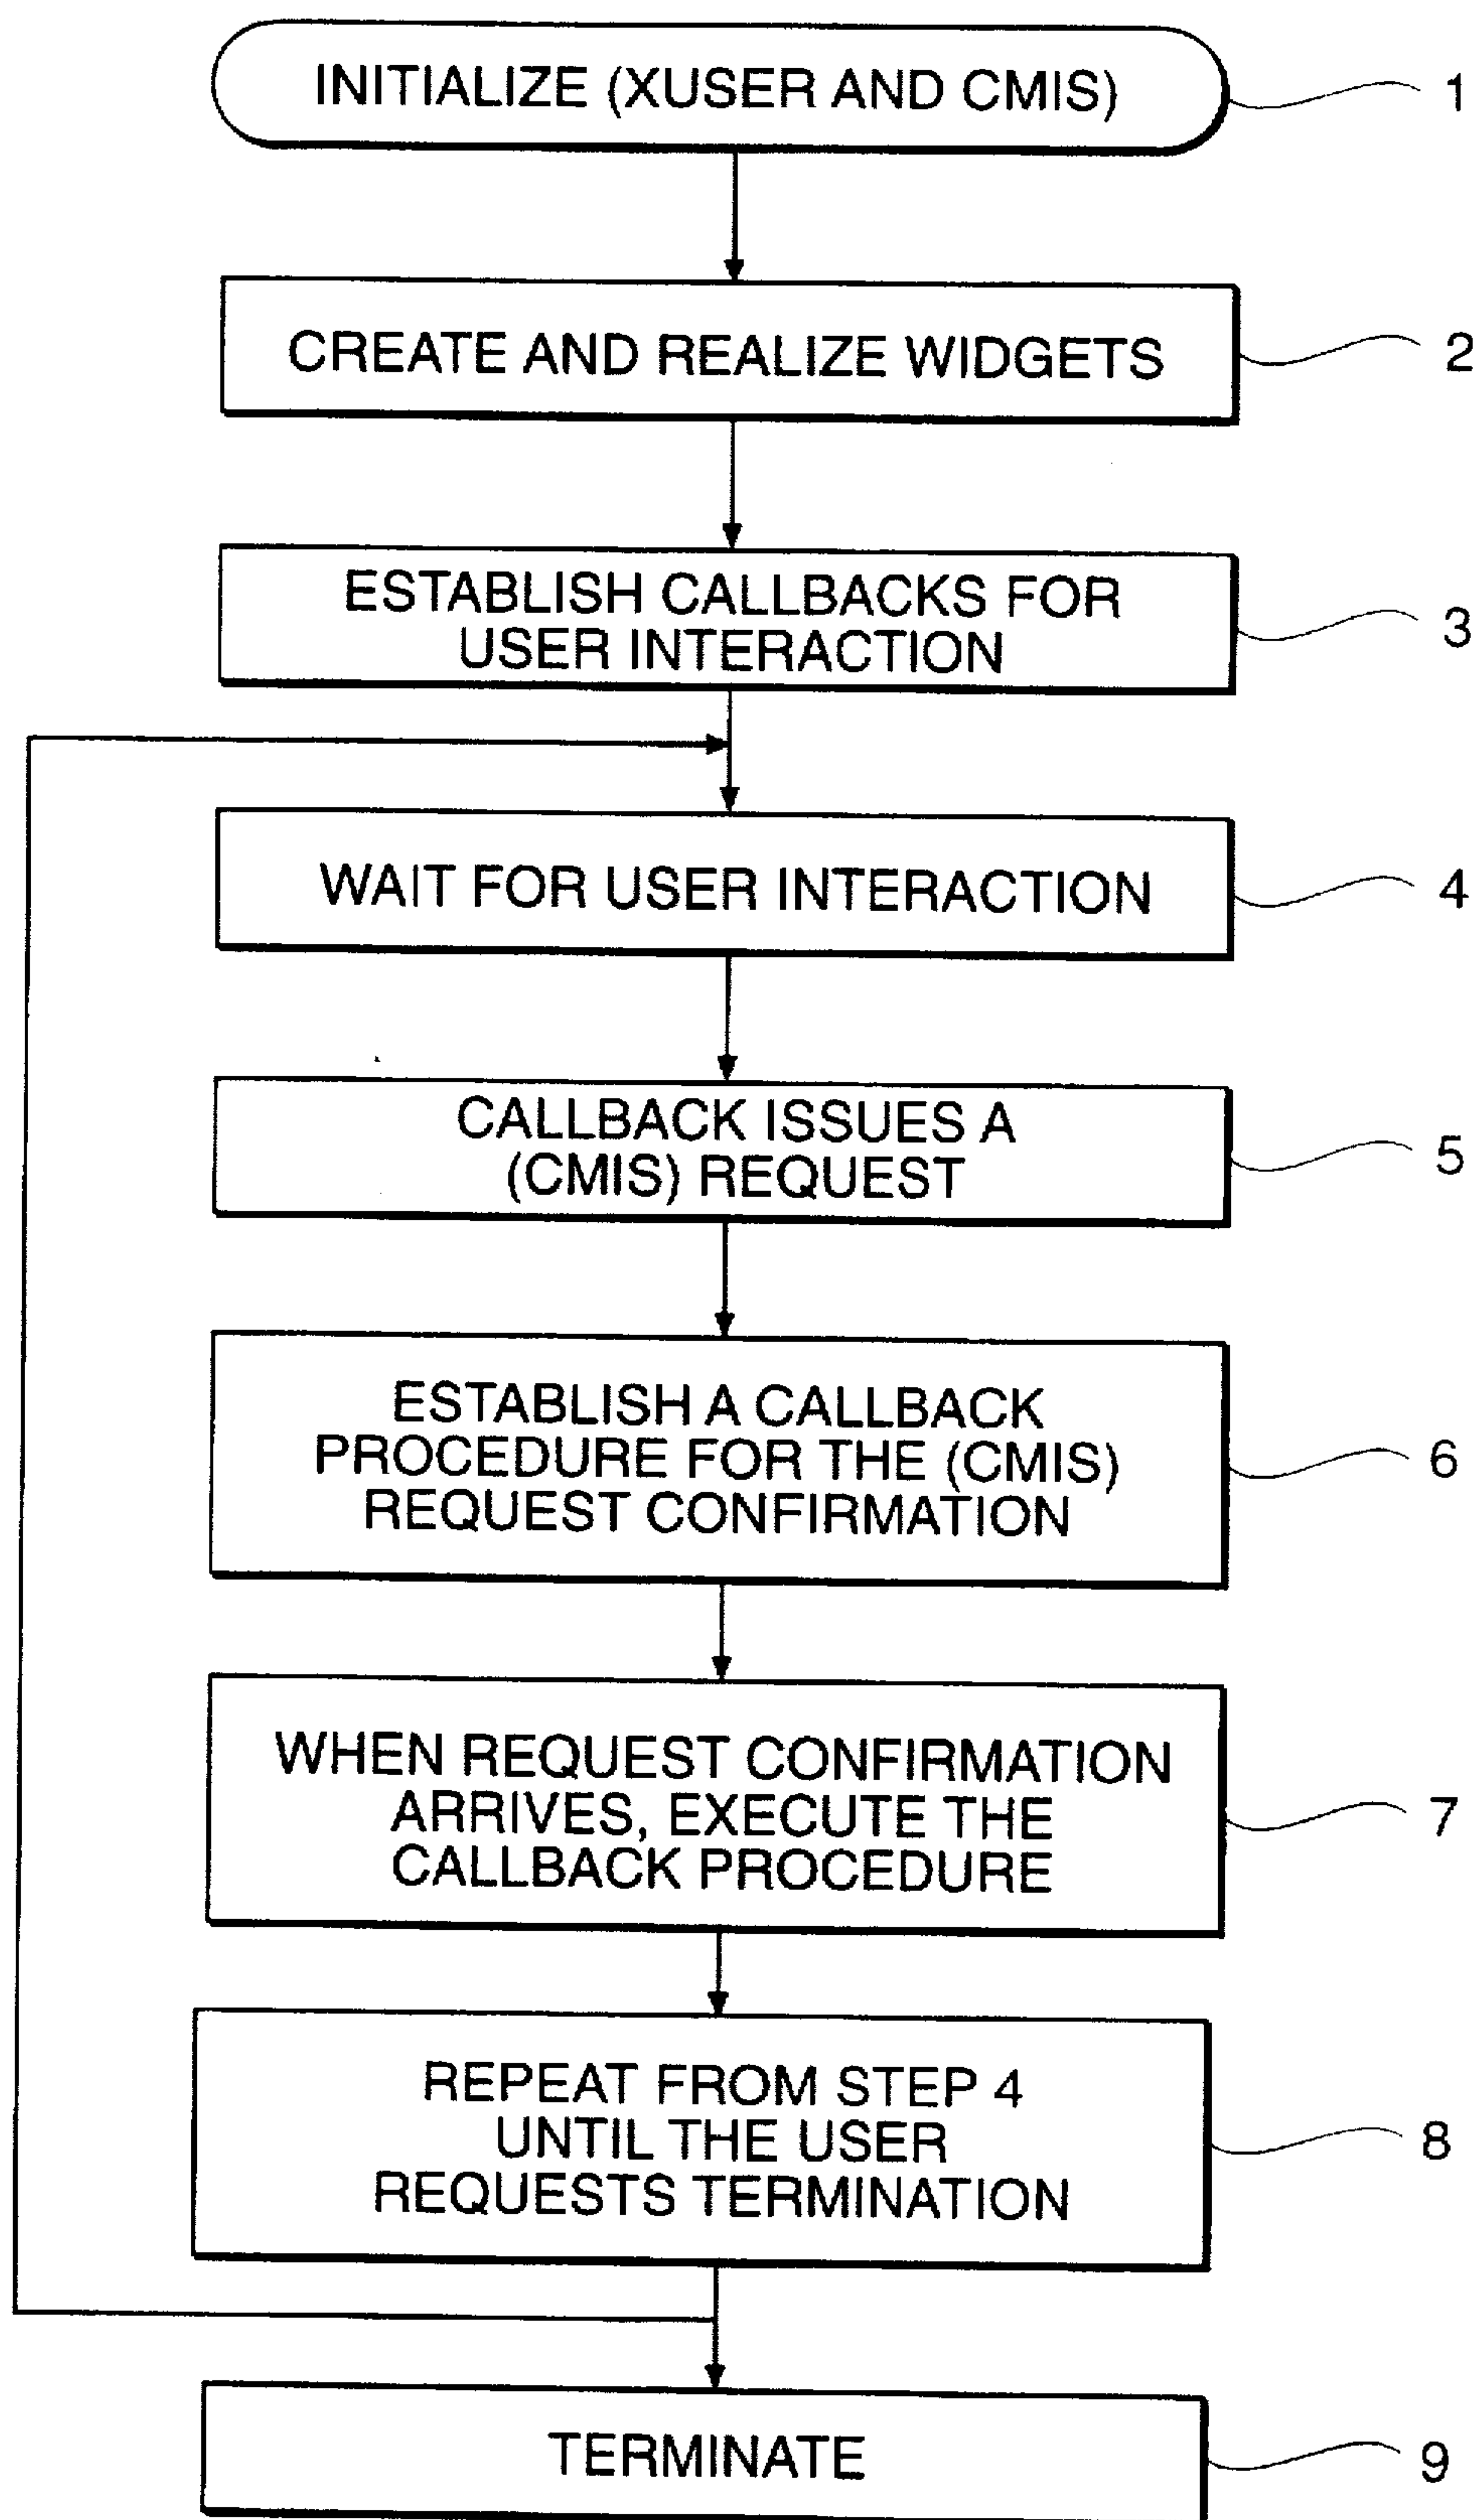 INITIALIZE (XUSER AND CMIS)
1
CREATE AND REALIZE WIDGETS
2
ESTABLISH CALLBACKS FOR
USER INTERACTION
3
WAIT FOR USER INTERACTION
4
CALLBACK ISSUES A
(CMIS) REQUEST
5
ESTABLISH A CALLBACK
PROCEDURE FOR THE (CMIS)
REQUEST CONFIRMATION
6
WHEN REQUEST CONFIRMATION
ARRIVES, EXECUTE THE
CALLBACK PROCEDURE
7
REPEAT FROM STEP 4
UNTIL THE USER
REQUESTS TERMINATION
8
TERMINATE
9